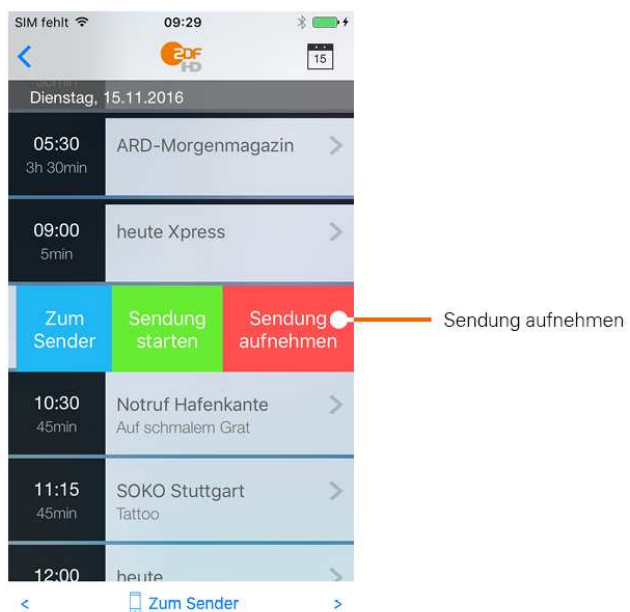 SIM fehlt 09:29
ZDF
HD
15
Dienstag, 15.11.2016
05:30 ARD-Morgenmagazin
3h 30min
09:00 heute Xpress
5min
Zum Sender
Sendung starten
Sendung aufnehmen
Sendung aufnehmen
10:30 Notruf Hafenkante
45min Auf schmalem Grat
11:15 SOKO Stuttgart
45min Tattoo
12:00 heute
< Zum Sender >